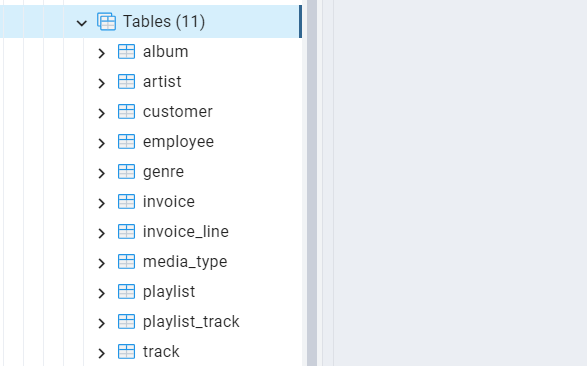 Tables (11)
album
artist
customer
employee
genre
invoice
invoice_line
media_type
playlist
playlist_track
track